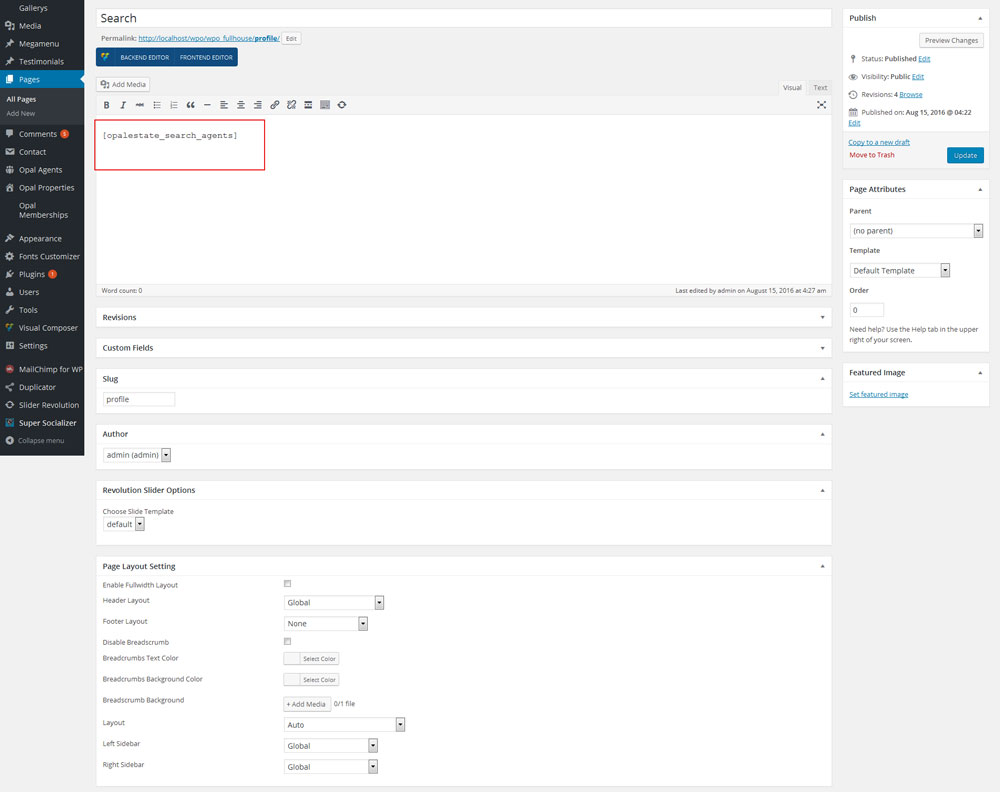 Gallerys
Media
Megamenu
Testimonials
Pages
All Pages
Add New
Comments 5
Contact
Opal Agents
Opal Properties
Opal
Memberships
Appearance
Fonts Customizer
Plugins 1
Users
Tools
Visual Composer
Settings
MailChimp for WP
Duplicator
Slider Revolution
Super Socializer
Collapse menu
Search
Permalink: http://localhost/wpo/wpo_fullhouse/profile/ Edit
BACKEND EDITOR FRONTEND EDITOR
Add Media
Visual Text
B I ABC
[opalestate_search_agents]
Word count: 0 Last edited by admin on August 15, 2016 at 4:27 am
Revisions
Custom Fields
Slug
profile
Author
admin (admin)
Revolution Slider Options
Choose Slide Template
default
Page Layout Setting
Enable Fullwidth Layout
Header Layout Global
Footer Layout None
Disable Breadscrumb
Breadcrumbs Text Color Select Color
Breadcrumbs Background Color Select Color
Breadscrumb Background + Add Media 0/1 file
Layout Auto
Left Sidebar Global
Right Sidebar Global
Publish
Preview Changes
Status: Published Edit
Visibility: Public Edit
Revisions: 4 Browse
Published on: Aug 15, 2016 @ 04:22
Edit
Copy to a new draft
Move to Trash Update
Page Attributes
Parent
(no parent)
Template
Default Template
Order
0
Need help? Use the Help tab in the upper
right of your screen.
Featured Image
Set featured image